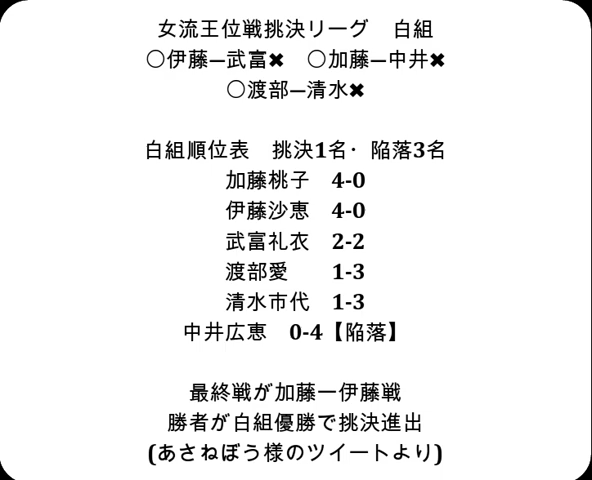 女流王位戦挑決リーグ　白組
〇伊藤ー武富✖　〇加藤ー中井✖
〇渡部ー清水✖
白組順位表　挑決1名・陥落3名
加藤桃子　4-0
伊藤沙恵　4-0
武富礼衣　2-2
渡部愛　　1-3
清水市代　1-3
中井広恵　0-4【陥落】
最終戦が加藤ー伊藤戦
勝者が白組優勝で挑決進出
(あさねぼう様のツイートより)